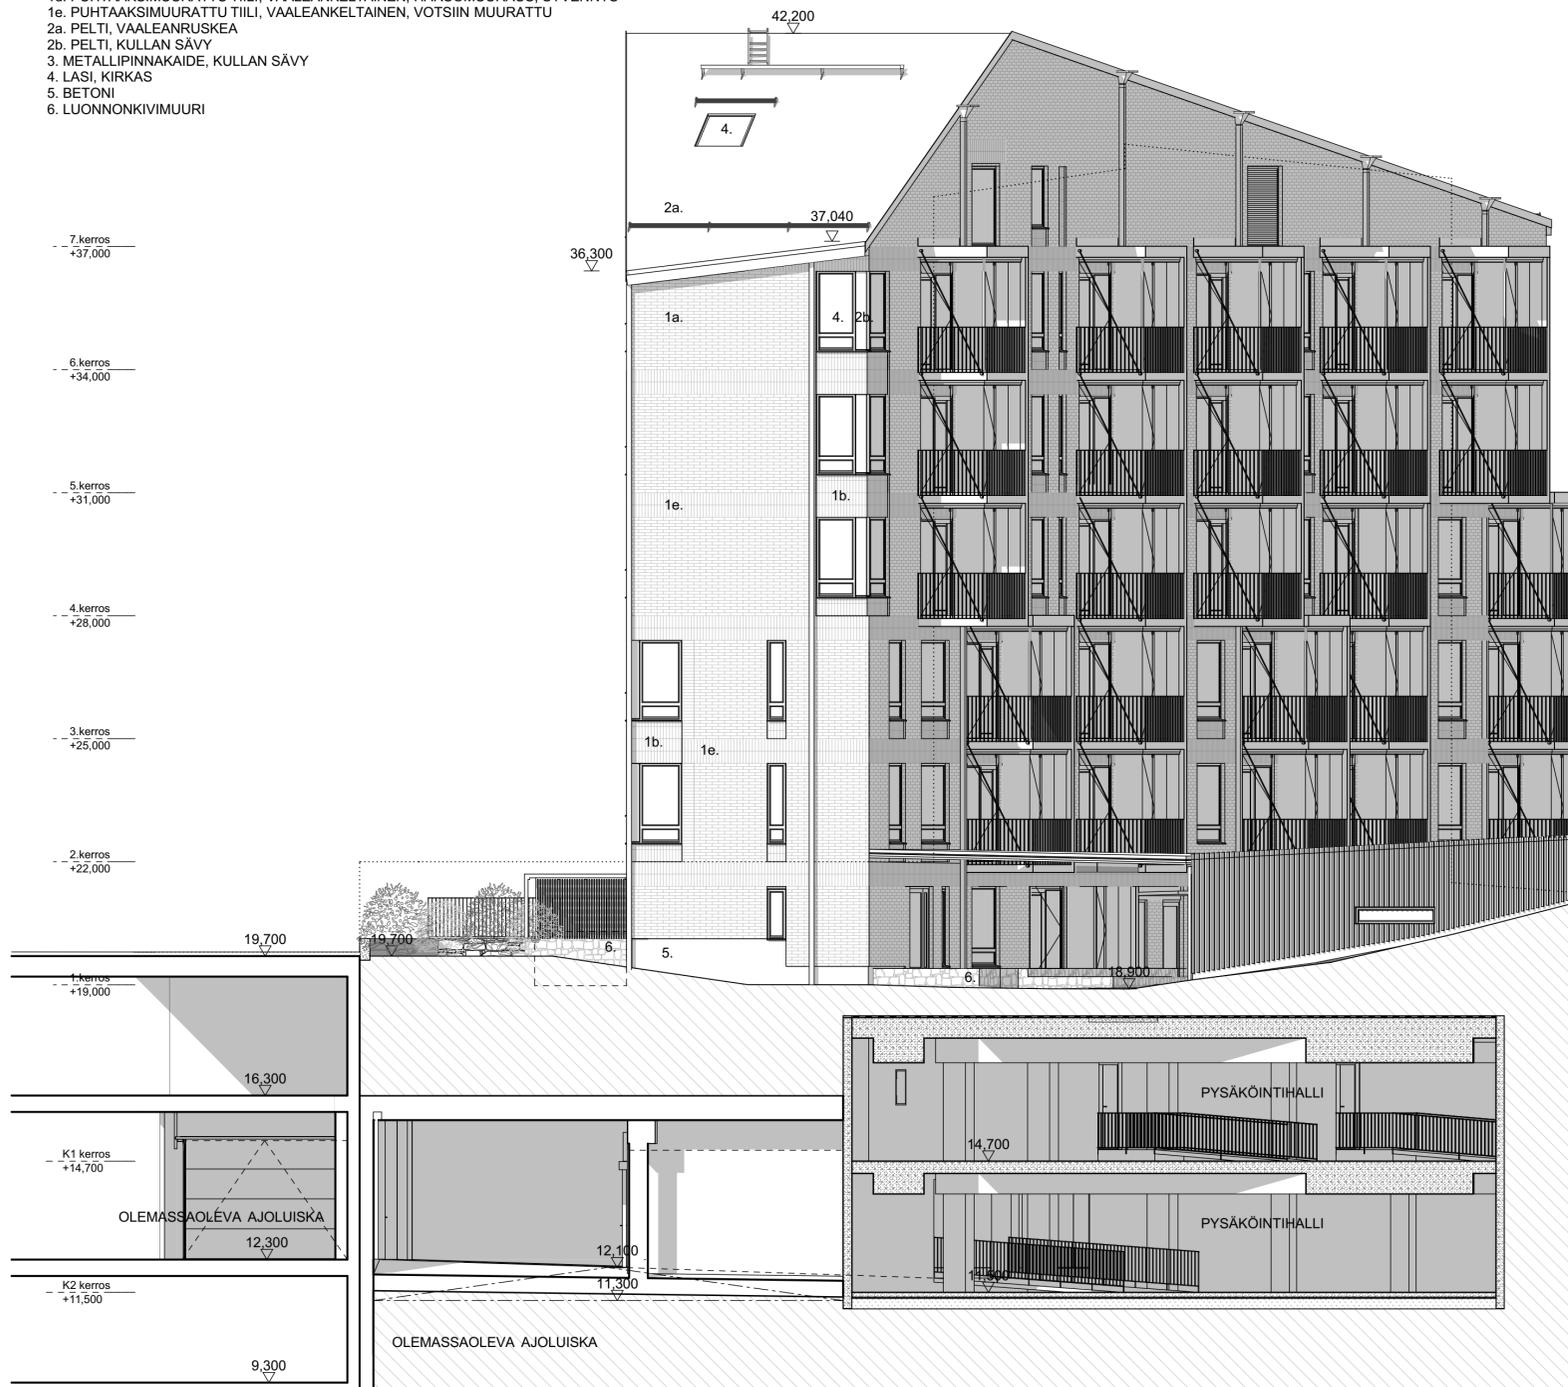 1e. PUHTAAKSIMUURATTU TIILI, VAALEANKELTAINEN, VOTSIIN MUURATTU
2a. PELTI, VAALEANRUSKEA
2b. PELTI, KULLAN SÄVY
3. METALLIPINNAKAIDE, KULLAN SÄVY
4. LASI, KIRKAS
5. BETONI
6. LUONNONKIVIMUURI
42,200
4.
2a.
37,040
7.kerros
+37,000
36,300
1a.
4. 2b.
6.kerros
+34,000
5.kerros
+31,000
1e.
1b.
4.kerros
+28,000
3.kerros
+25,000
1b.
1e.
2.kerros
+22,000
19,700
19,700
6.
5.
1.kerros
+19,000
6.
18,900
16,300
PYSÄKÖINTIHALLI
K1 kerros
+14,700
14,700
OLEMASSAOLEVA AJOLUISKA
PYSÄKÖINTIHALLI
12,300
12,100
K2 kerros
+11,500
11,300
11,500
OLEMASSAOLEVA AJOLUISKA
9,300